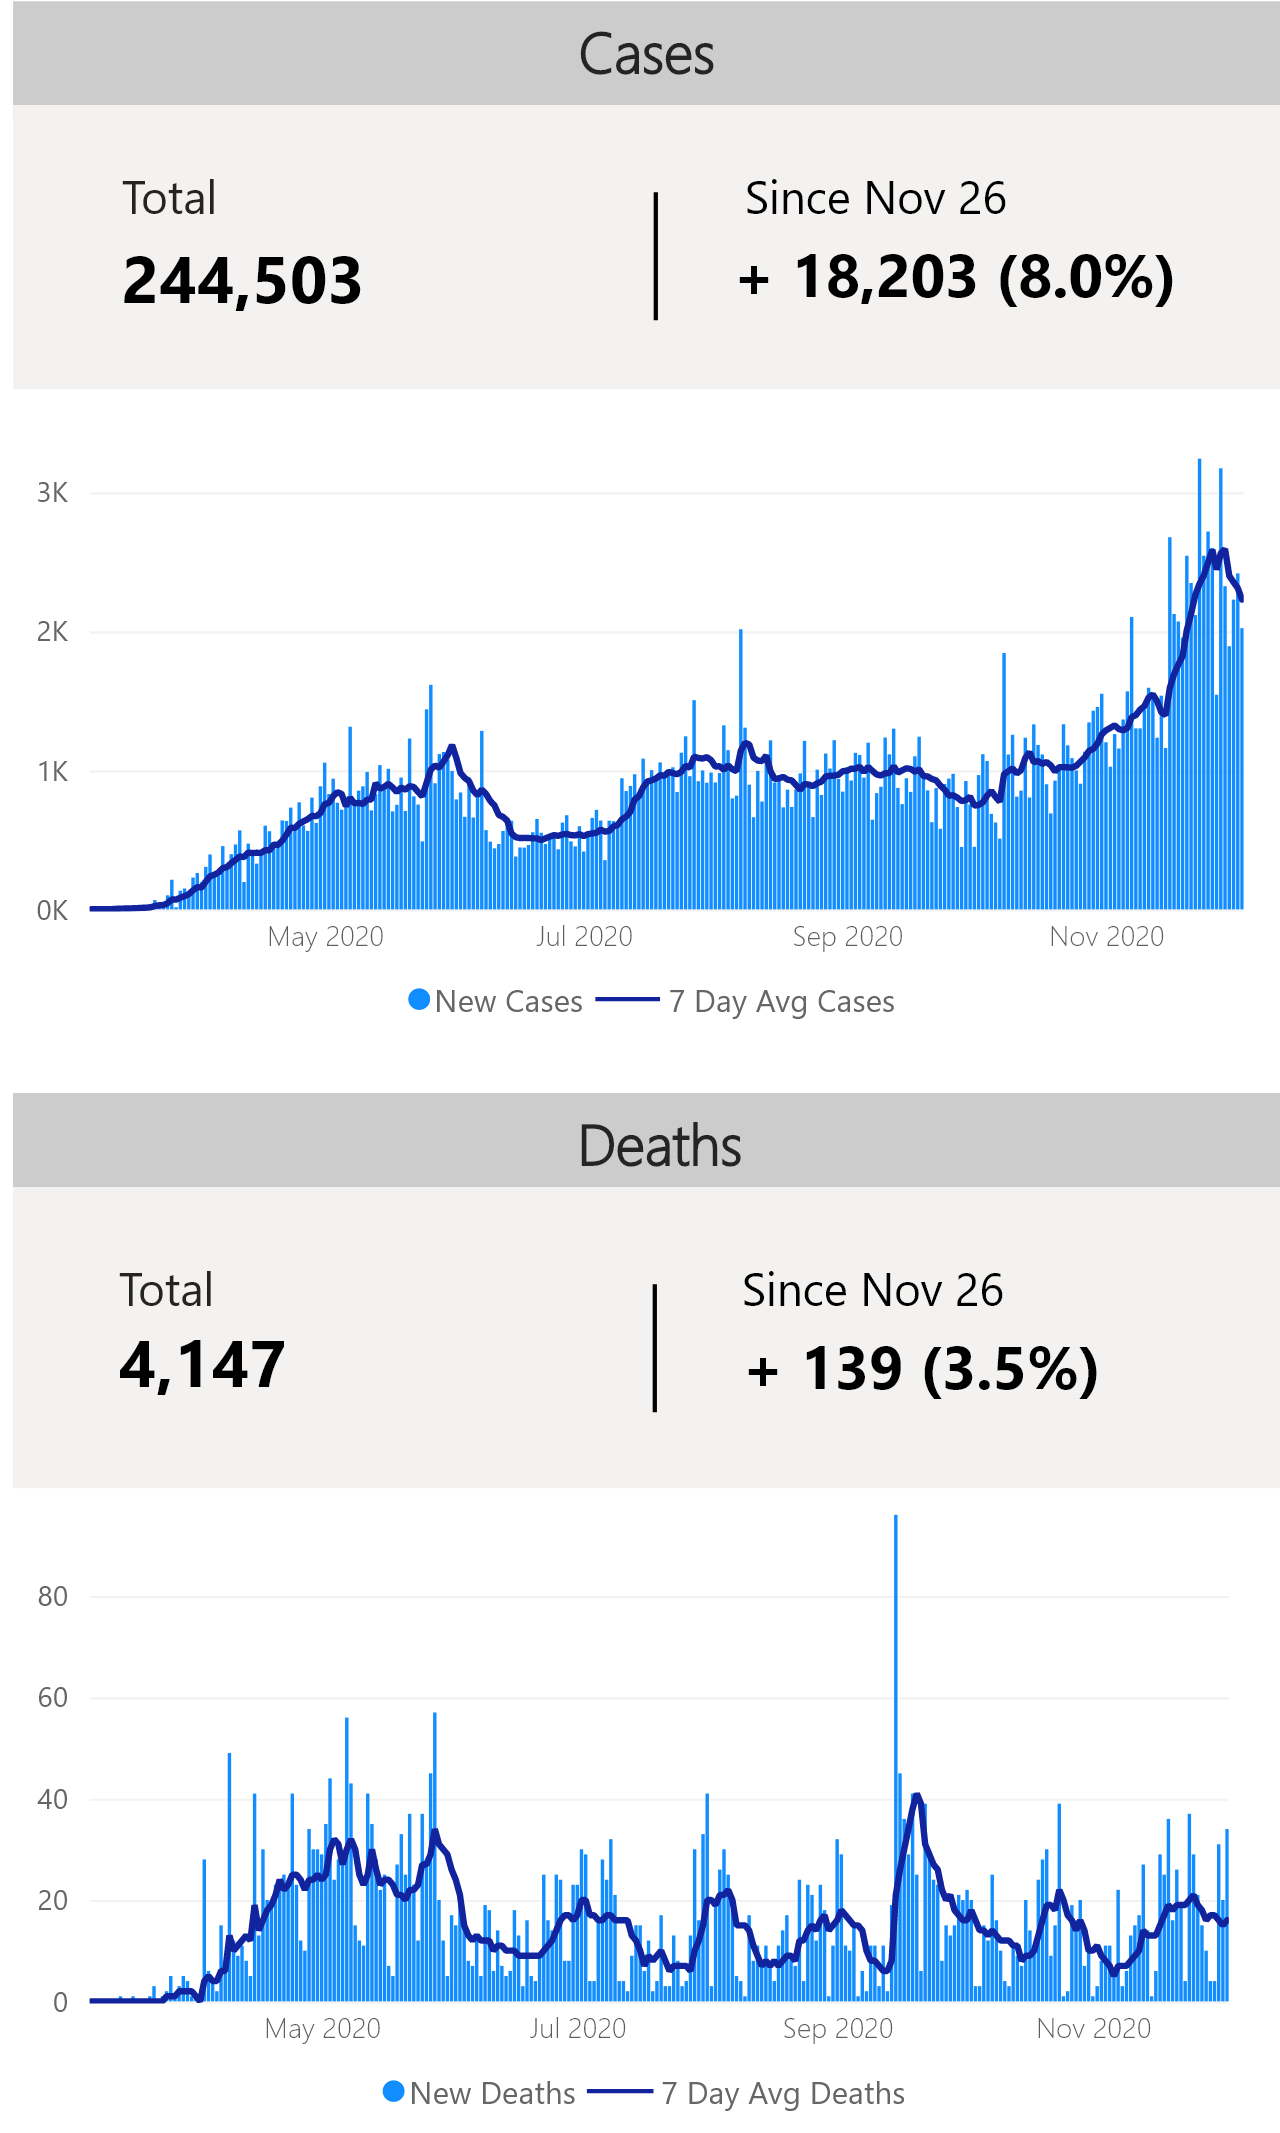 Cases
Total
Since Nov 26
244,503
+ 18,203 (8.0%)
3K
2K
1K
0K
May 2020
Jul 2020
Sep 2020
Nov 2020
New Cases
7 Day Avg Cases
Deaths
Total
Since Nov 26
4,147
+ 139 (3.5%)
80
60
40
20
0
May 2020
Jul 2020
Sep 2020
Nov 2020
New Deaths
7 Day Avg Deaths